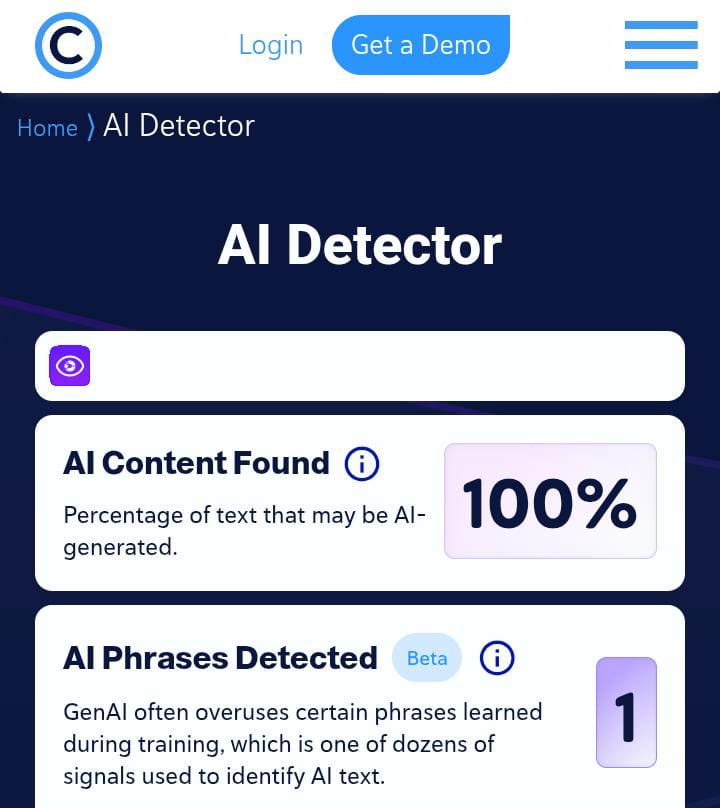 C
Login
Get a Demo
Home ⟩ AI Detector
AI Detector
AI Content Found
100%
Percentage of text that may be AI-
generated.
AI Phrases Detected
Beta
1
GenAI often overuses certain phrases learned
during training, which is one of dozens of
signals used to identify AI text.